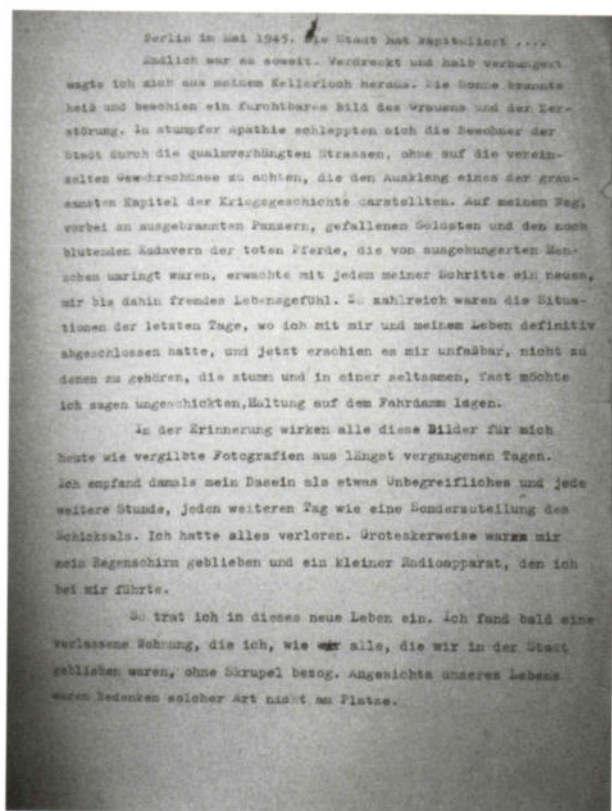 Berlin im Mai 1945. Die Stadt hat kapituliert ....
Endlich war es soweit. Verdreckt und halb verhungert
wagte ich mich aus meinem Kellerloch heraus. Die Sonne brannte
heiß und beschien ein furchtbares Bild des Grauens und der Zer-
störung. In stumpfer Apathie schleppten sich die Bewohner der
Stadt durch die qualmverhängten Strassen, ohne auf die verein-
zelten Gewehrschüsse zu achten, die den Ausklang eines der grau-
samsten Kapitel der Kriegsgeschichte darstellten. Auf meinem Weg,
vorbei an ausgebrannten Panzern, gefallenen Soldaten und den noch
blutenden Kadavern der toten Pferde, die von ausgehungerten Men-
schen umringt waren, erwachte mit jedem meiner Schritte ein neues,
mir bis dahin fremdes Lebensgefühl. So zahlreich waren die Situa-
tionen der letzten Tage, wo ich mit mir und meinem Leben definitiv
abgeschlossen hatte, und jetzt erschien es mir unfaßbar, nicht zu
denen zu gehören, die stumm und in einer seltsamen, fast möchte
ich sagen ungeschickten,Haltung auf dem Fahrdamm lagen.
In der Erinnerung wirken alle diese Bilder für mich
heute wie vergilbte Fotografien aus längst vergangenen Tagen.
Ich empfand damals mein Dasein als etwas Unbegreifliches und jede
weitere Stunde, jeden weiteren Tag wie eine Sonderzuteilung des
Schicksals. Ich hatte alles verloren. Groteskerweise waren mir
mein Regenschirm geblieben und ein kleiner Radioapparat, den ich
bei mir führte.
So trat ich in dieses neue Leben ein. Ich fand bald eine
verlassene Wohnung, die ich, wie wir alle, die wir in der Stadt
geblieben waren, ohne Skrupel bezog. Angesichts unseres Lebens
waren Bedenken solcher Art nicht am Platze.